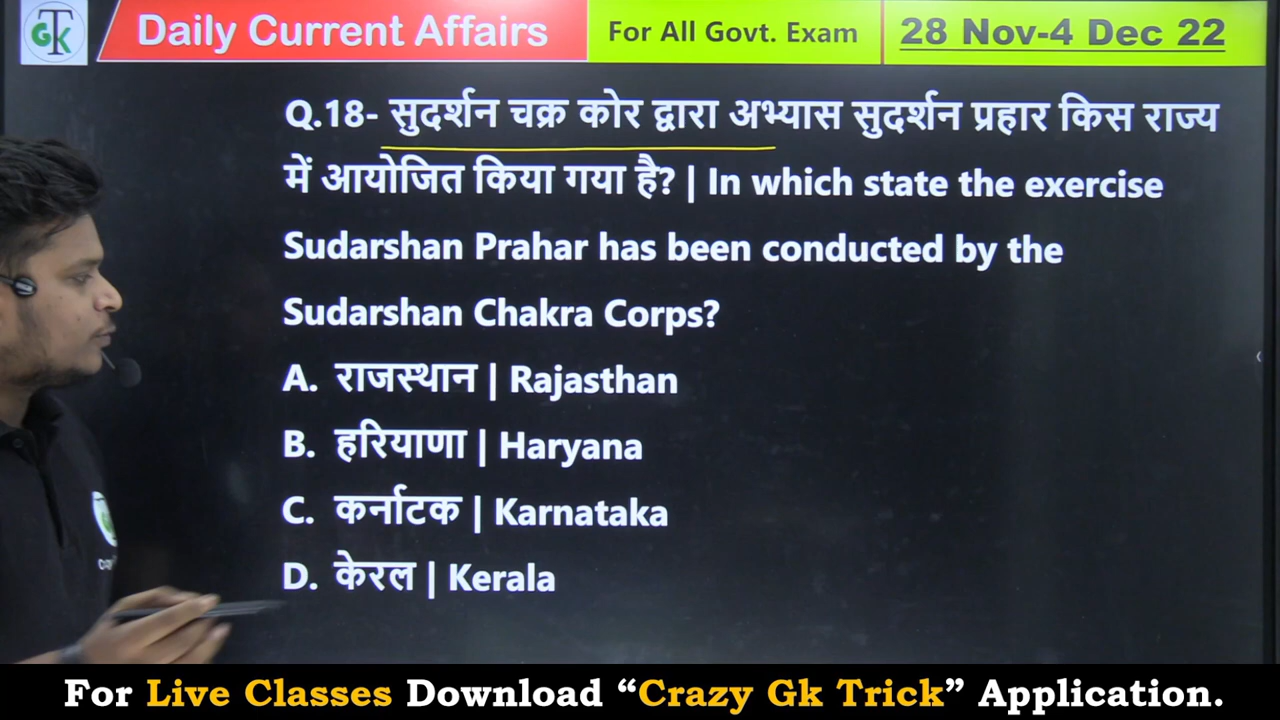 GTK
Daily Current Affairs
For All Govt. Exam
28 Nov-4 Dec 22
Q.18- सुदर्शन चक्र कोर द्वारा अभ्यास सुदर्शन प्रहार किस राज्य
में आयोजित किया गया है? | In which state the exercise
Sudarshan Prahar has been conducted by the
Sudarshan Chakra Corps?
A. राजस्थान | Rajasthan
B. हरियाणा | Haryana
C. कर्नाटक | Karnataka
D. केरल | Kerala
For Live Classes Download “Crazy Gk Trick” Application.